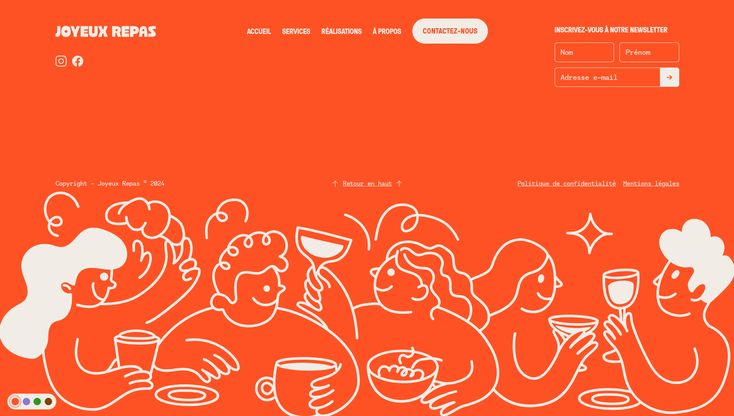 JOYEUX REPAS
ACCUEIL SERVICES RÉALISATIONS À PROPOS CONTACTEZ-NOUS
INSCRIVEZ-VOUS À NOTRE NEWSLETTER
Nom Prénom
Adresse e-mail →
Copyright - Joyeux Repas ® 2024
↑ Retour en haut ↑
Politique de confidentialité Mentions légales